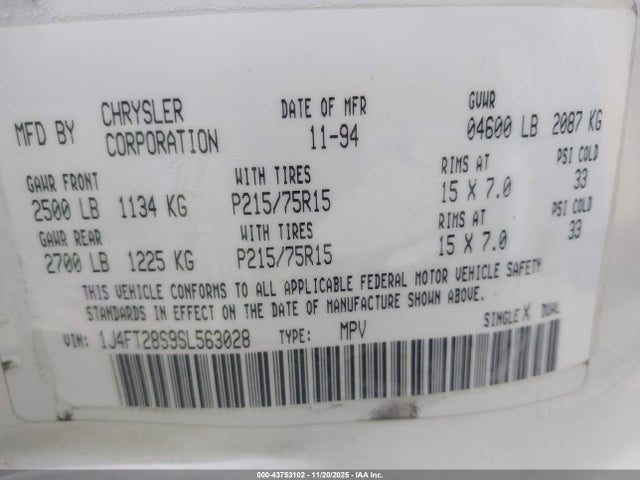 MFD BY CHRYSLER CORPORATION DATE OF MFR 11-94 GVWR 04600 LB 2087 KG
GAWR FRONT WITH TIRES RIMS AT PSI COLD
2500 LB 1134 KG P215/75R15 15 X 7.0 33
GAWR REAR WITH TIRES RIMS AT PSI COLD
2700 LB 1225 KG P215/75R15 15 X 7.0 33
THIS VEHICLE CONFORMS TO ALL APPLICABLE FEDERAL MOTOR VEHICLE SAFETY
STANDARDS IN EFFECT ON THE DATE OF MANUFACTURE SHOWN ABOVE.
VIN: 1J4FT28S9SL563028 TYPE: MPV SINGLE X DUAL
000-43753102 - 11/20/2025 - IAA Inc.